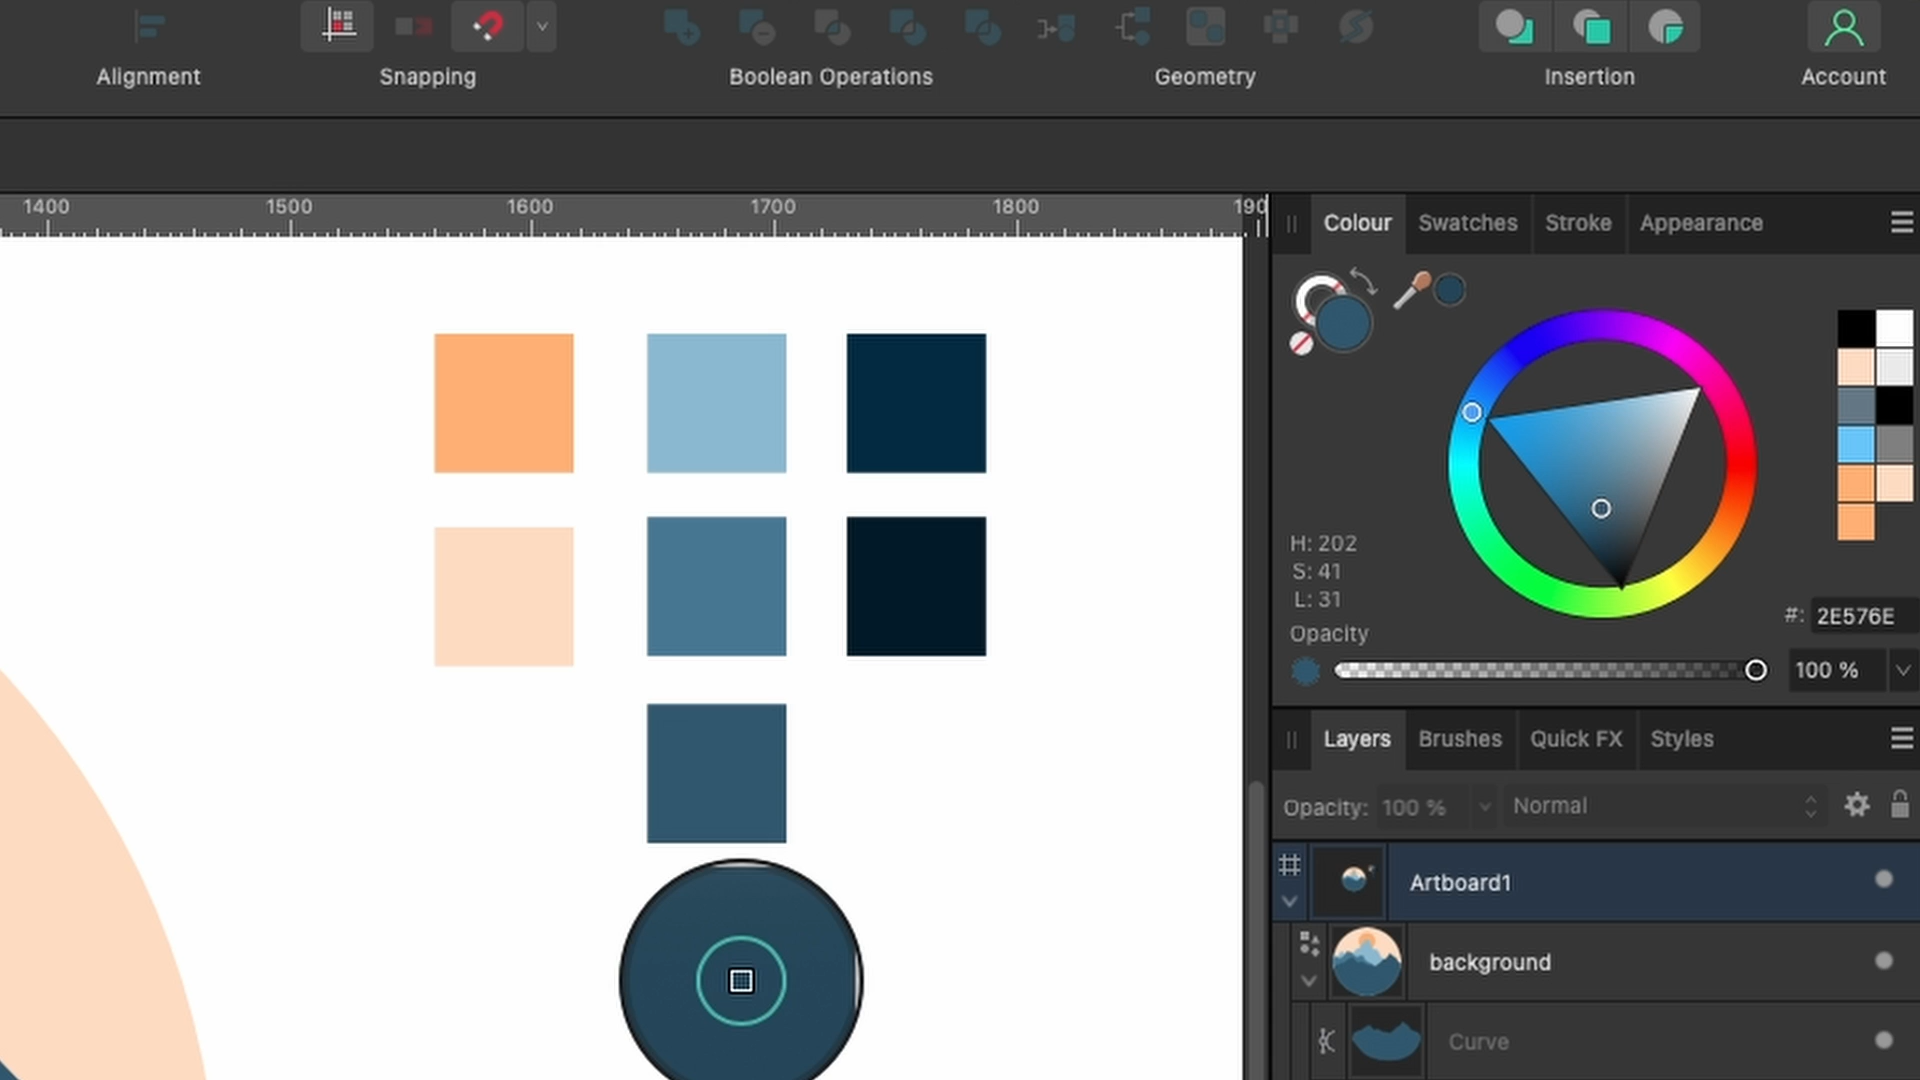 Alignment
Snapping
Boolean Operations
Geometry
Insertion
Account
1400
1500
1600
1700
1800
190
Colour
Swatches
Stroke
Appearance
H: 202
S: 41
L: 31
#: 2E576E
Opacity
100 %
Layers
Brushes
Quick FX
Styles
Opacity: 100 %
Normal
Artboard1
background
Curve